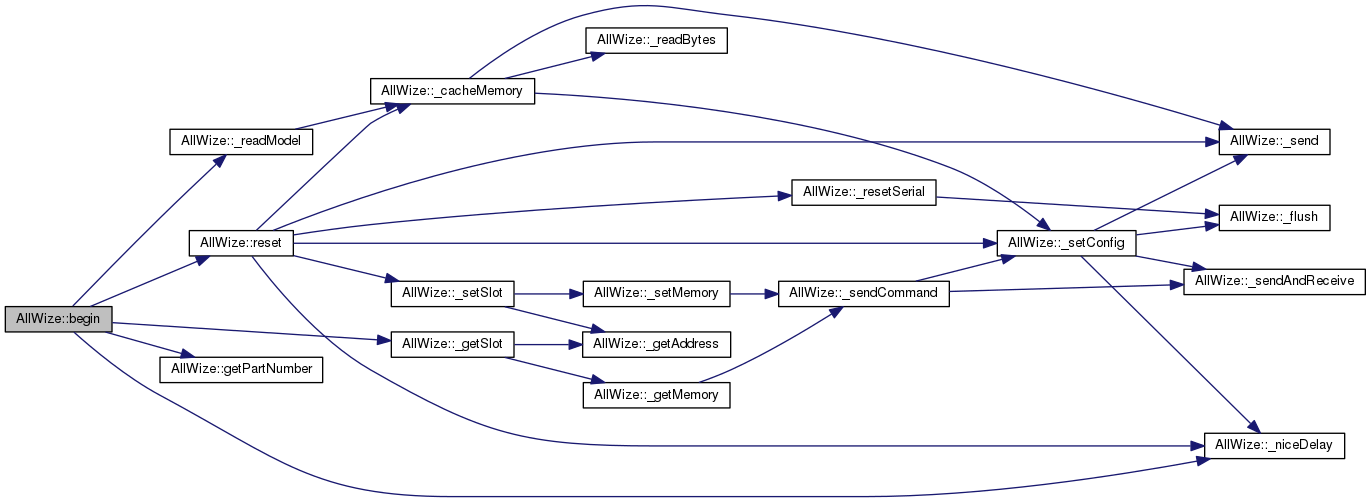 AllWize::_readBytes
AllWize::_cacheMemory
AllWize::_readModel
AllWize::_send
AllWize::_resetSerial
AllWize::_flush
AllWize::reset
AllWize::_setConfig
AllWize::_sendAndReceive
AllWize::_setSlot
AllWize::_setMemory
AllWize::_sendCommand
AllWize::begin
AllWize::_getSlot
AllWize::_getAddress
AllWize::getPartNumber
AllWize::_getMemory
AllWize::_niceDelay